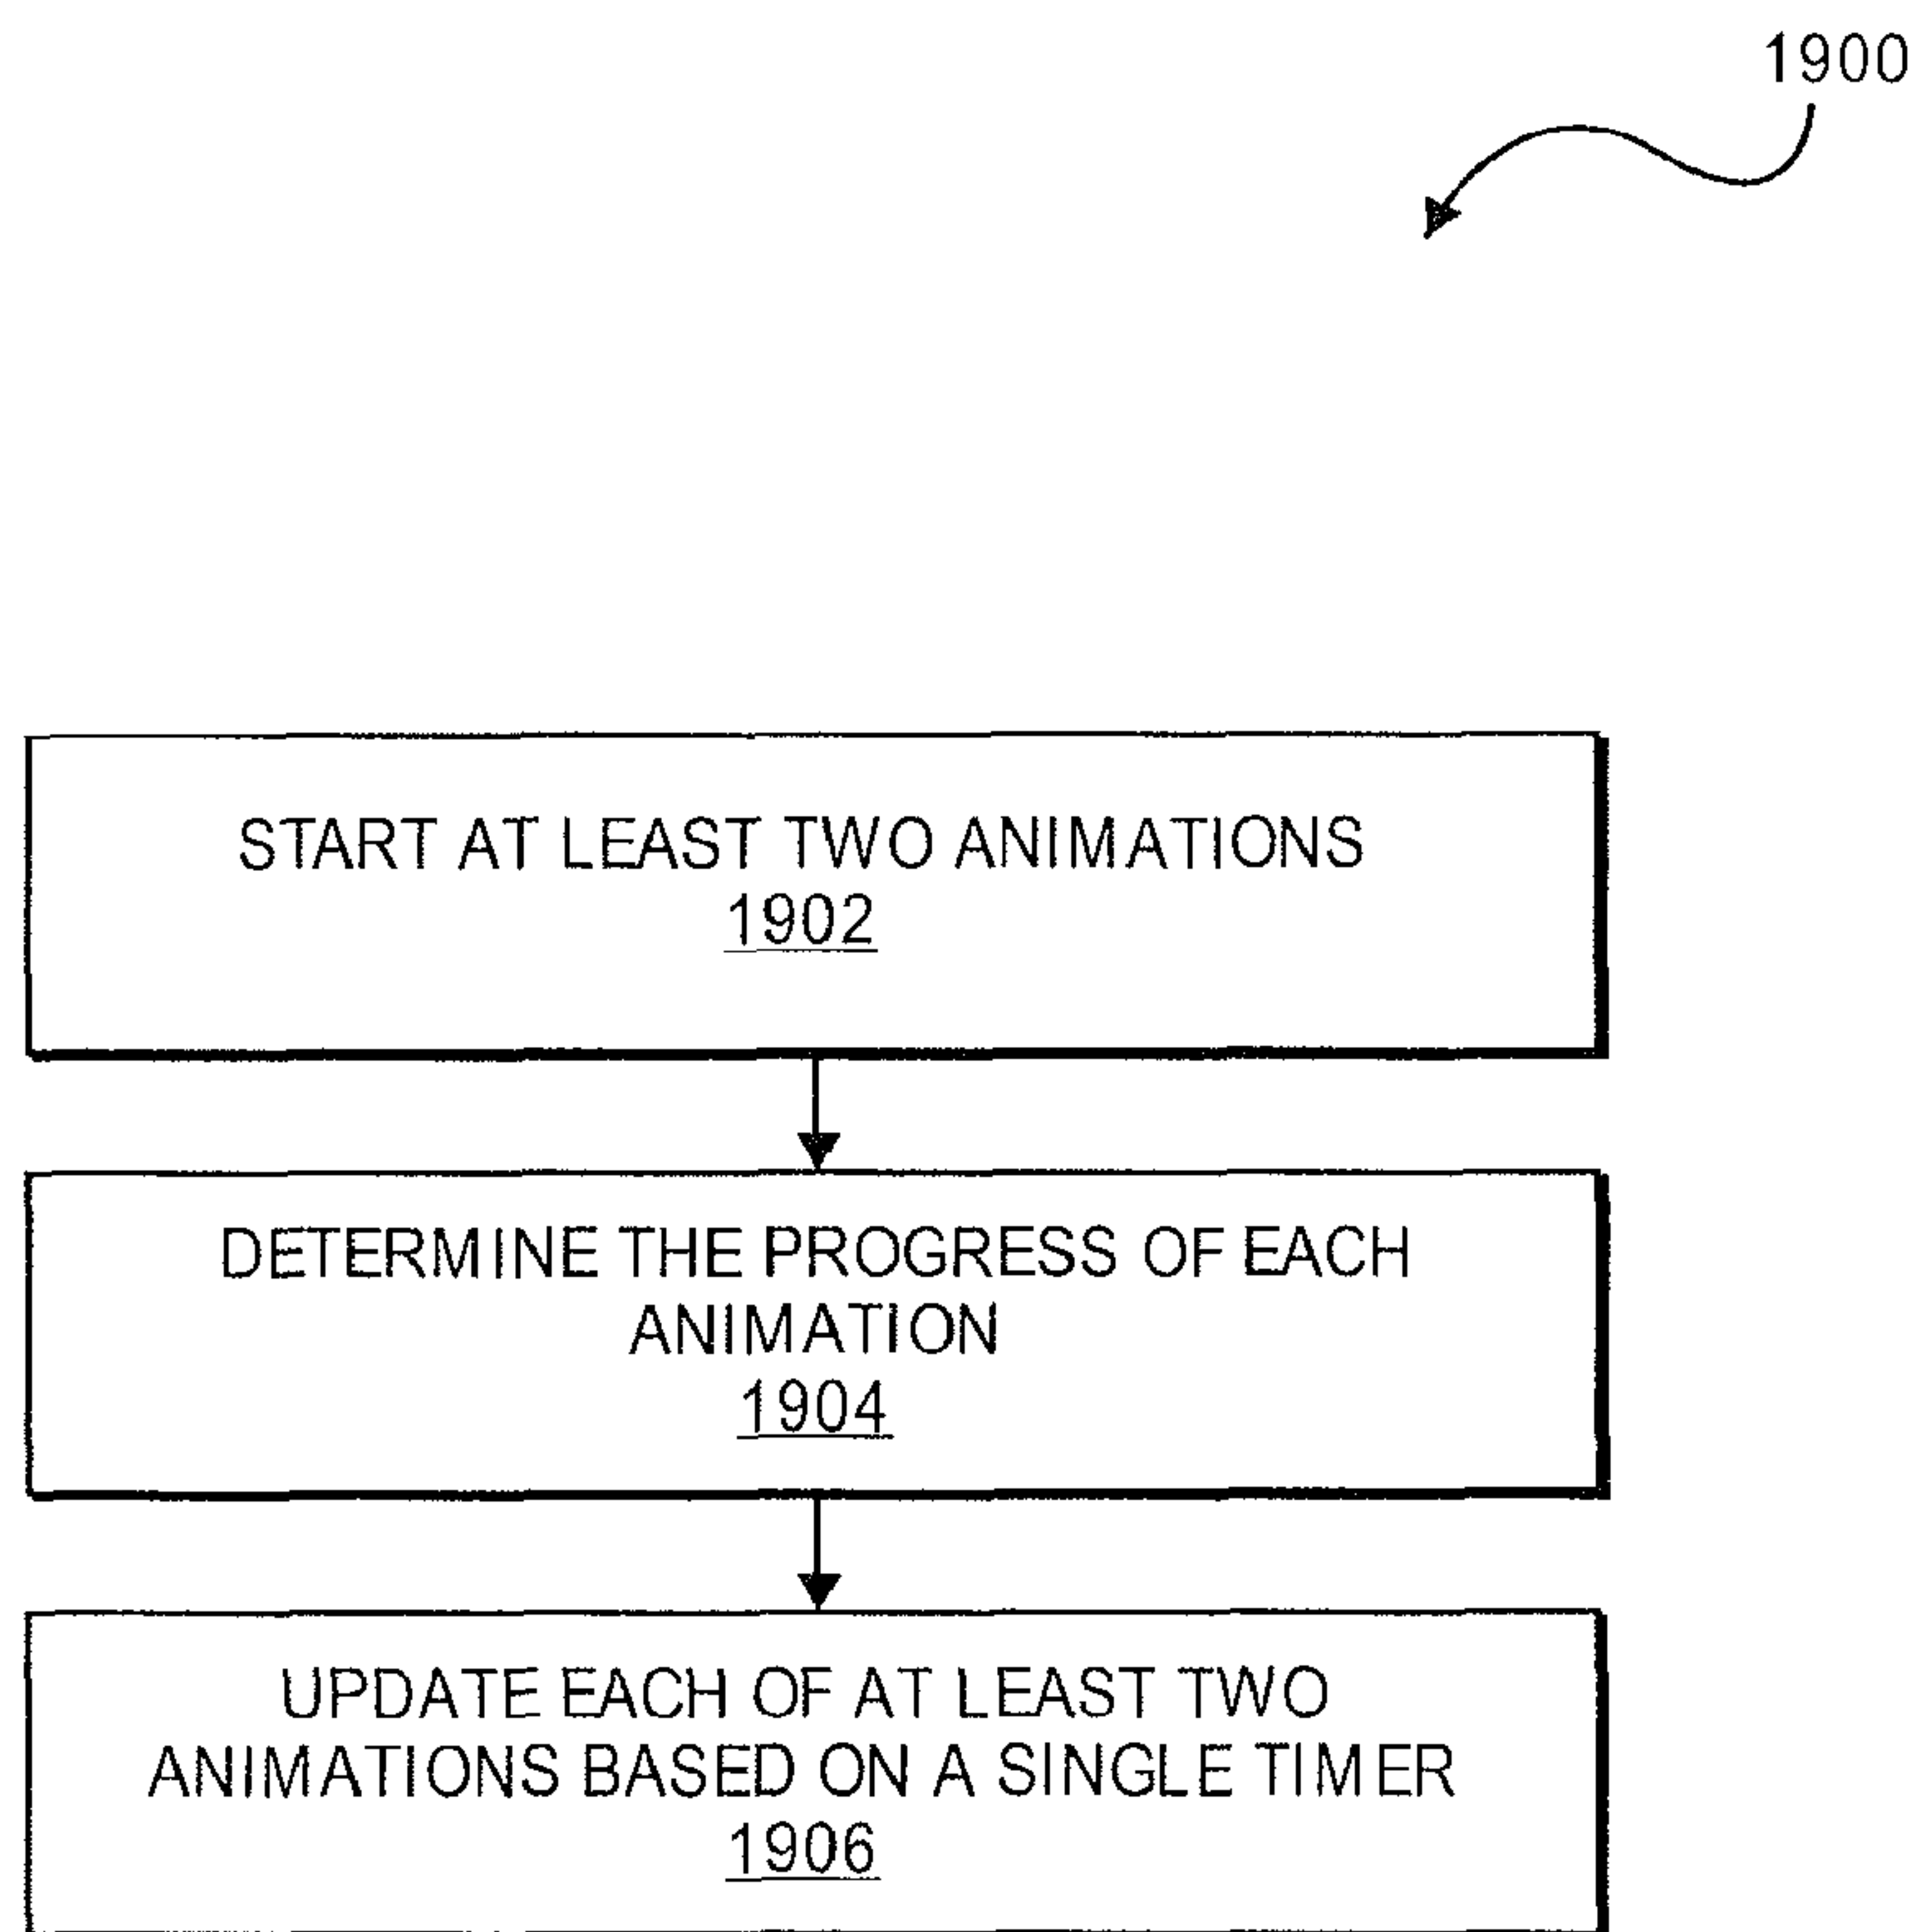 1900
START AT LEAST TWO ANIMATIONS
1902
DETERMINE THE PROGRESS OF EACH
ANIMATION
1904
UPDATE EACH OF AT LEAST TWO
ANIMATIONS BASED ON A SINGLE TIMER
1906